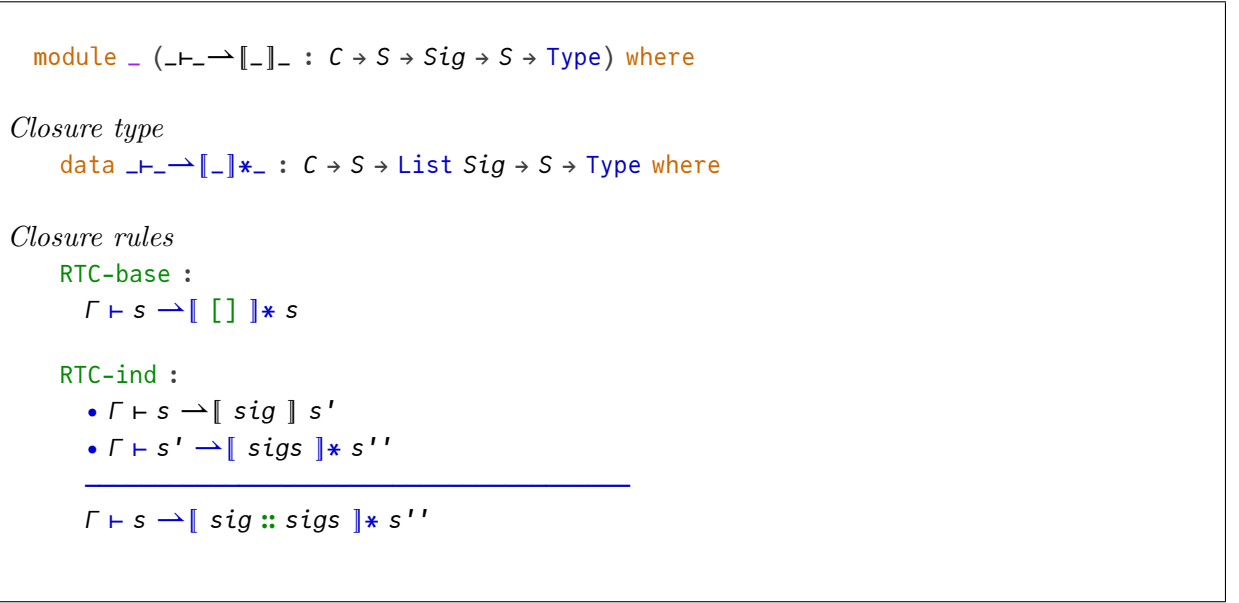 module _ (_⊢_⇀⟦_⟧_ : C → S → Sig → S → Type) where
Closure type
data _⊢_⇀⟦_⟧*_ : C → S → List Sig → S → Type where
Closure rules
RTC-base :
Γ ⊢ s ⇀⟦ [] ⟧* s
RTC-ind :
• Γ ⊢ s ⇀⟦ sig ⟧ s'
• Γ ⊢ s' ⇀⟦ sigs ⟧* s''
Γ ⊢ s ⇀⟦ sig ∷ sigs ⟧* s''